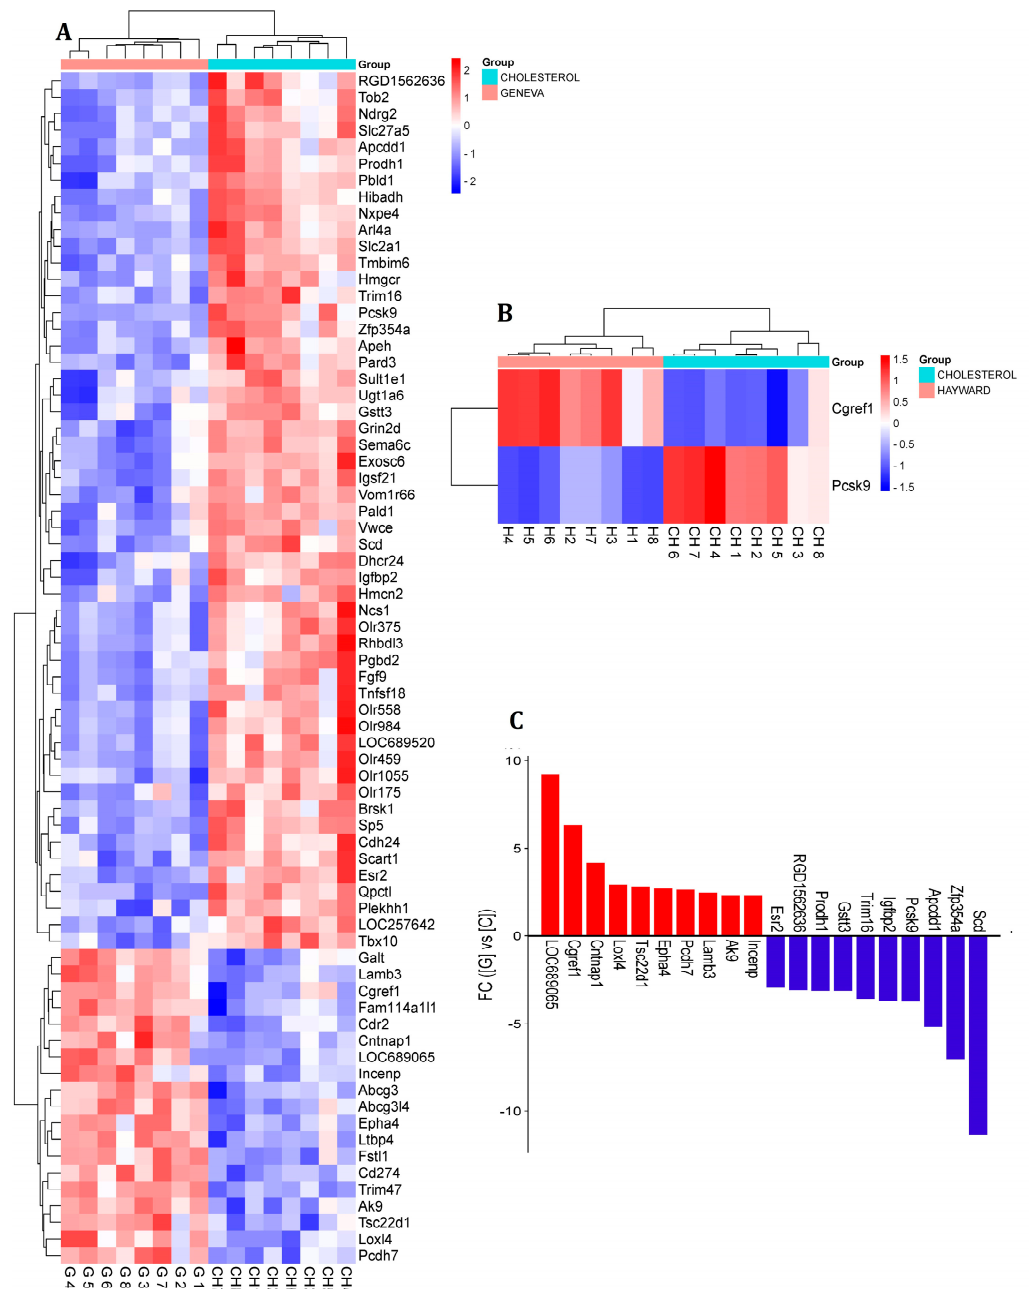 A
Group
RGD1562636
Tob2
Ndrg2
Slc27a5
Apcdd1
Prodh1
Pbld1
Hibadh
Nxpe4
Arl4a
Slc2a1
Tmbim6
Hmgcr
Trim16
Pcsk9
Zfp354a
Apeh
Pard3
Sult1e1
Ugt1a6
Gstt3
Grin2d
Sema6c
Exosc6
Igsf21
Vom1r66
Pald1
Vwce
Scd
Dhcr24
Igfbp2
Hmcn2
Ncs1
Olr375
Rhbdl3
Pgbd2
Fgf9
Tnfsf18
Olr558
Olr984
LOC689520
Olr459
Olr1055
Olr175
Brsk1
Sp5
Cdh24
Scart1
Esr2
Qpctl
Plekhh1
LOC257642
Tbx10
Galt
Lamb3
Cgref1
Fam114a1l1
Cdr2
Cntnap1
LOC689065
Incenp
Abcg3
Abcg3l4
Epha4
Ltbp4
Fstl1
Cd274
Trim47
Ak9
Tsc22d1
Loxl4
Pcdh7
G 4
G 5
G 6
G 8
G 3
G 7
G 2
G 1
2
1
0
- 1
- 2
Group
CHOLESTEROL
GENEVA
B
Group
Cgref1
Pcsk9
H4
H5
H6
H2
H7
H3
H1
H8
CH 6
CH 7
CH 4
CH 1
CH 2
CH 5
CH 3
CH 8
1.5
1
0.5
0
- 0.5
- 1
- 1.5
Group
CHOLESTEROL
HAYWARD
C
FC ([G] vs [C])
10
5
0
-5
-10
LOC689065
Cgref1
Cntnap1
Loxl4
Tsc22d1
Epha4
Pcdh7
Lamb3
Ak9
Incenp
Esr2
RGD1562636
Prodh1
Gstt3
Trim16
Igfbp2
Pcsk9
Apcdd1
Zfp354a
Scd